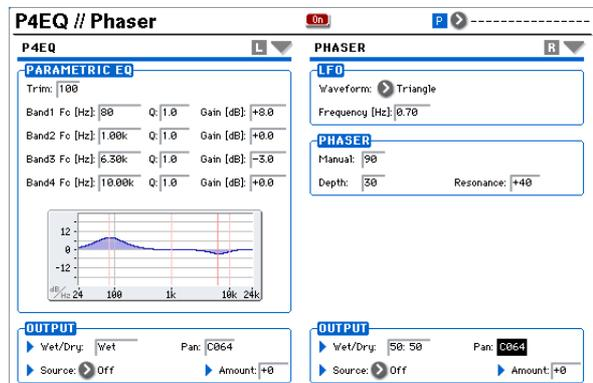 P4EQ // Phaser
On
P ----------------
P4EQ
L
PARAMETRIC EQ
Trim: 100
Band1 Fc [Hz]: 80 Q: 1.0 Gain [dB]: +8.0
Band2 Fc [Hz]: 1.00k Q: 1.0 Gain [dB]: +0.0
Band3 Fc [Hz]: 6.30k Q: 1.0 Gain [dB]: -3.0
Band4 Fc [Hz]: 10.00k Q: 1.0 Gain [dB]: +0.0
12
0
-12
dB/Hz 24 100 1k 10k 24k
OUTPUT
Wet/Dry: Wet Pan: C064
Source: Off Amount: +0
PHASER
R
LFO
Waveform: Triangle
Frequency [Hz]: 0.70
PHASER
Manual: 90
Depth: 30 Resonance: +40
OUTPUT
Wet/Dry: 50: 50 Pan: C064
Source: Off Amount: +0